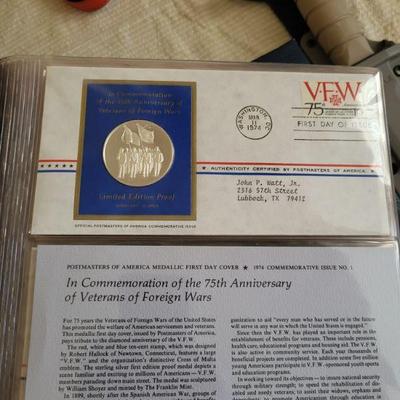 In Commemoration
of the 75th Anniversary of
Veterans of Foreign Wars
Limited Edition Proof
OFFICIAL POSTMASTERS OF AMERICA COMMEMORATIVE ISSUE
WASHINGTON, DC
MAR
11
1974
V.F.W.
75
FIRST DAY OF ISSUE
AUTHENTICITY CERTIFIED BY POSTMASTERS OF AMERICA
John P. Watt, Jr.
1316 57th Street
Lubbock, TX 79412
POSTMASTERS OF AMERICA MEDALLIC FIRST DAY COVER ★ 1974 COMMEMORATIVE ISSUE NO. 1
In Commemoration of the 75th Anniversary
of Veterans of Foreign Wars
For 75 years the Veterans of Foreign Wars of the United States
has promoted the welfare of American servicemen and veterans.
This medallic first day cover, issued by Postmasters of America,
pays tribute to the diamond anniversary of the V.F.W.
The red, white and blue ten-cent stamp, which was designed
by Robert Hallock of Newtown, Connecticut, features a large
"V.F.W." and the organization's distinctive Cross of Malta
emblem. The sterling silver first edition proof medal depicts a
scene familiar and exciting to millions of Americans — V.F.W.
members parading down main street. The medal was sculptured
by William Shoyer and minted by The Franklin Mint.
In 1899, shortly after the Spanish American War, groups of
ganization to aid "every man who has served or in the future
will serve in any war in which the United States may engage."
Since then the V.F.W. has played an important role in the
establishment of benefits for veterans. These include pensions,
health care, educational programs and housing aid. The V.F.W.
is also active in community service. Each year thousands of
beneficial projects are completed. In addition some five million
young Americans participate in V.F.W.-sponsored youth sports
and education programs.
In working toward its objectives — to insure national security
through military strength; to speed the rehabilitation of dis-
abled and needy veterans; to assist their widows, orphans and
dependents; to promote American through education in